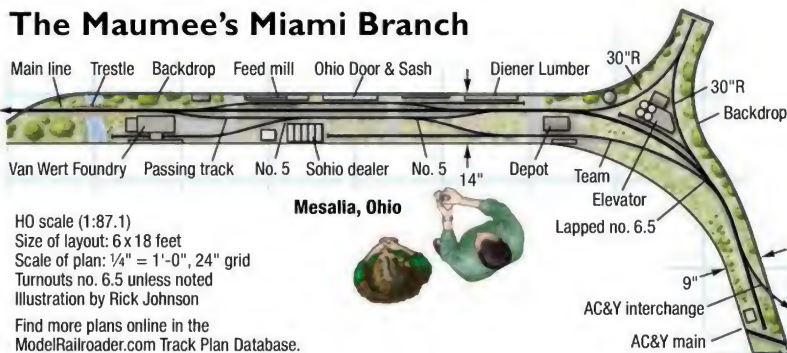 The Maumee's Miami Branch
Main line
Trestle
Backdrop
Feed mill
Ohio Door & Sash
Diener Lumber
30"R
30"R
Backdrop
Van Wert Foundry
Passing track
No. 5
Sohio dealer
No. 5
14"
Depot
Team
Elevator
Lapped no. 6.5
Mesalia, Ohio
HO scale (1:87.1)
Size of layout: 6 x 18 feet
Scale of plan: ¼" = 1'-0", 24" grid
Turnouts no. 6.5 unless noted
Illustration by Rick Johnson
Find more plans online in the
ModelRailroader.com Track Plan Database.
9"
AC&Y interchange
AC&Y main